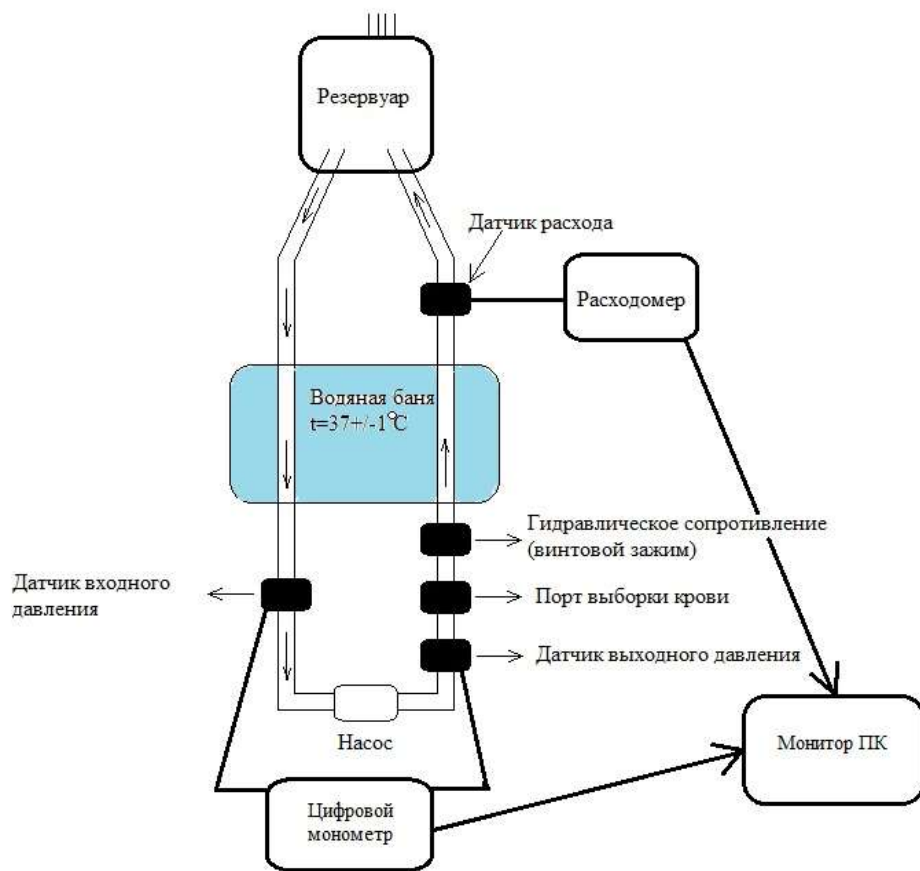 Резервуар
Датчик расхода
Расходомер
Водяная баня
t=37+/-1°C
Гидравлическое сопротивление
(винтовой зажим)
Датчик входного
давления
Порт выборки крови
Датчик выходного давления
Насос
Монитор ПК
Цифровой
монометр